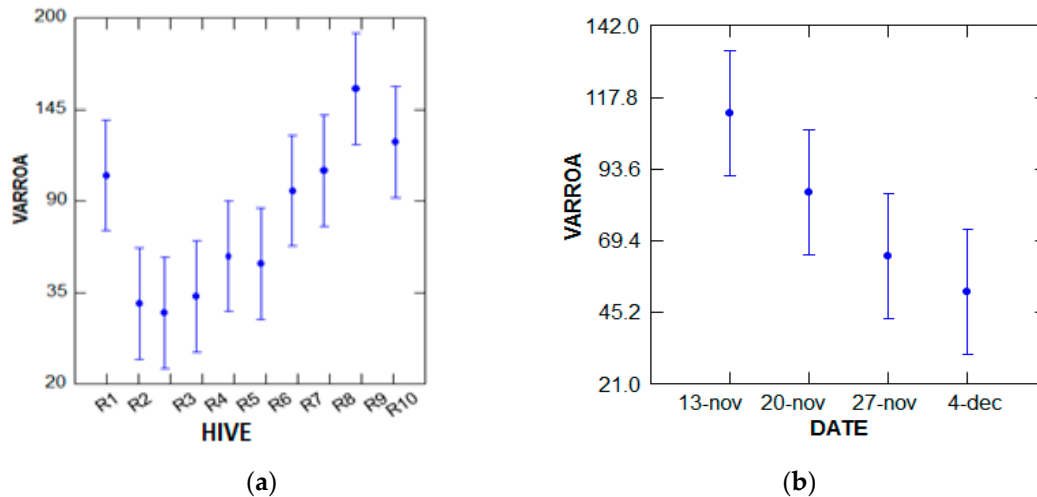 200
145
90
35
20
VARROA
R1 R2 R3 R4 R5 R6 R7 R8 R9 R10
HIVE
(a)
142.0
117.8
93.6
69.4
45.2
21.0
VARROA
13-nov 20-nov 27-nov 4-dec
DATE
(b)